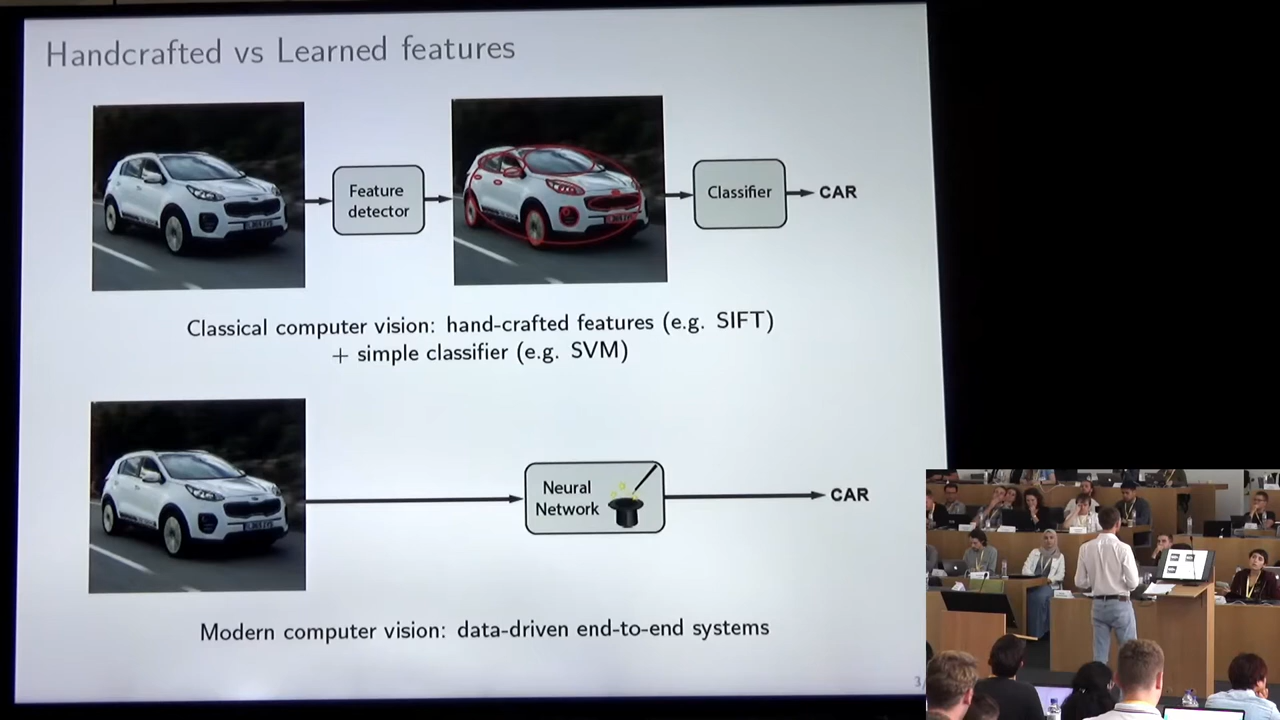 Handcrafted vs Learned features
Feature
detector
Classifier
CAR
Classical computer vision: hand-crafted features (e.g. SIFT)
+ simple classifier (e.g. SVM)
Neural
Network
CAR
Modern computer vision: data-driven end-to-end systems
3/